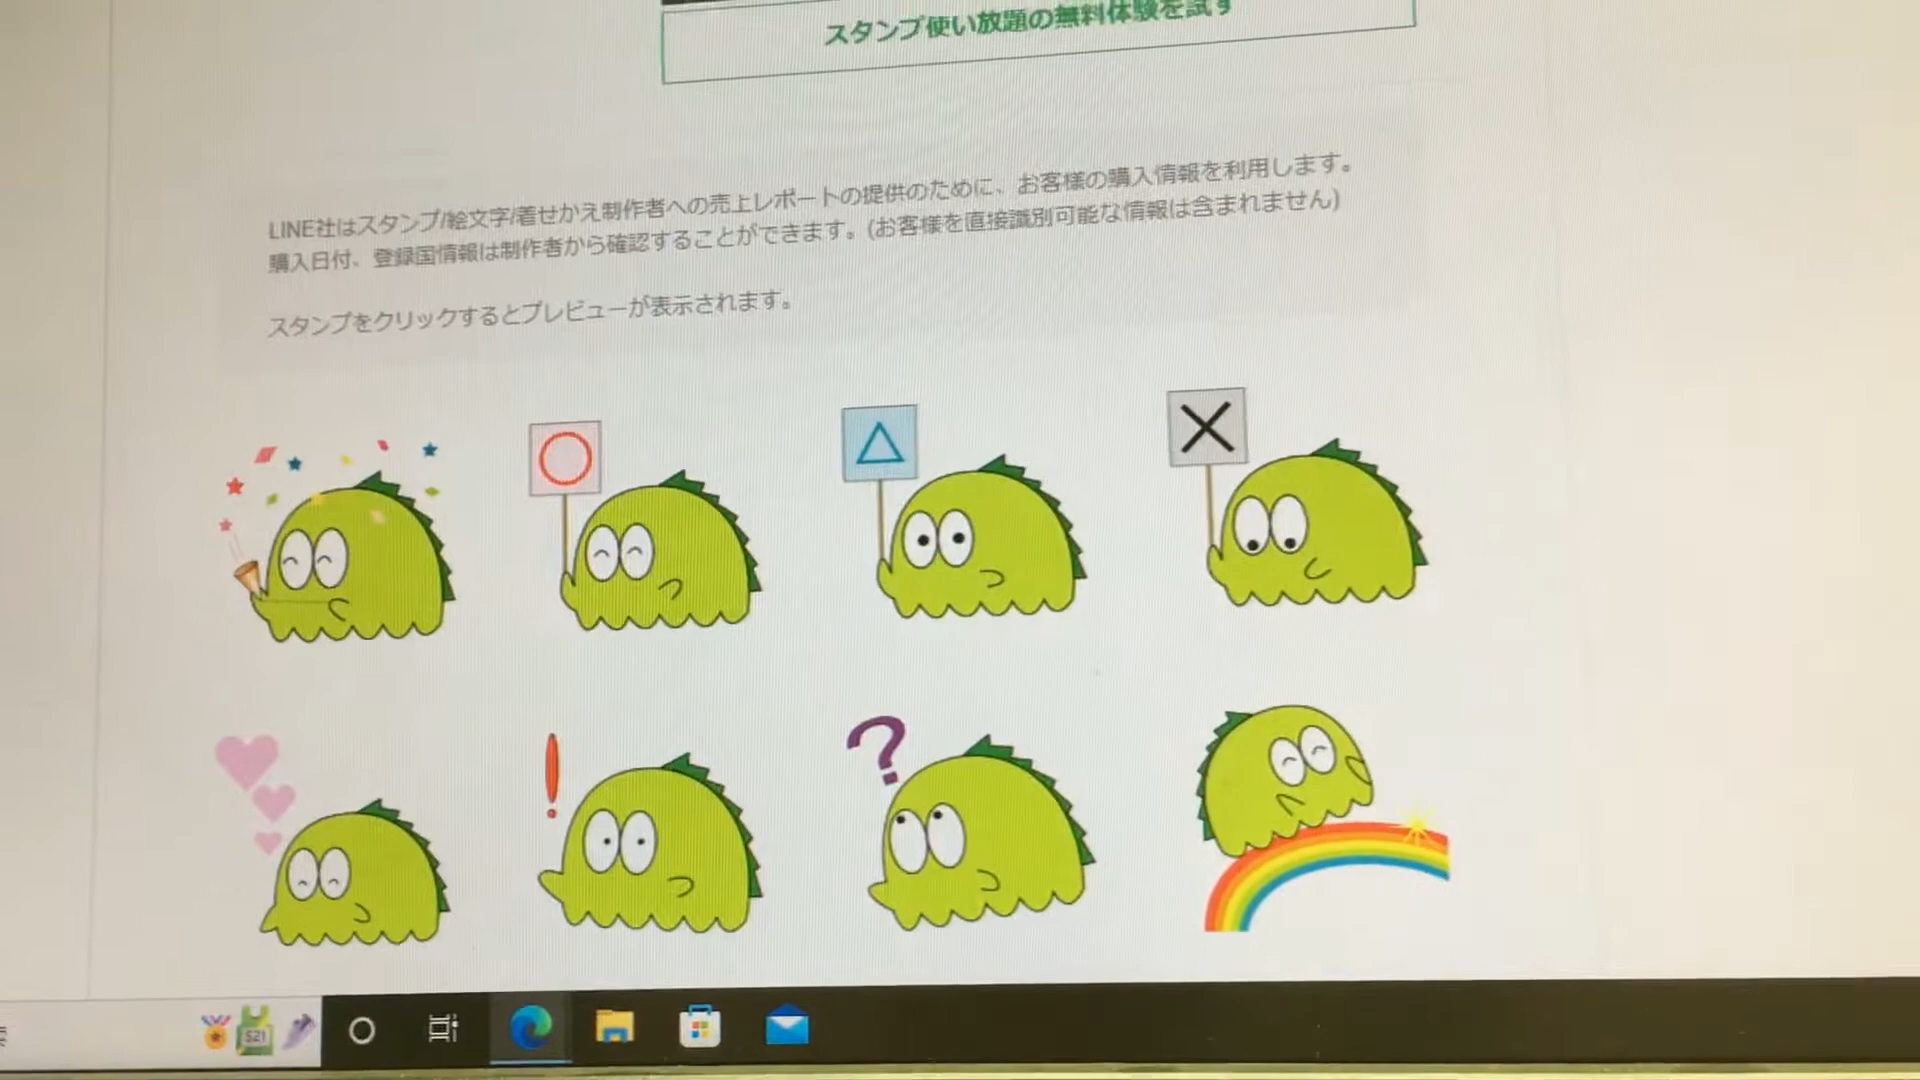 スタンプ使い放題の無料体験を試す
LINE社はスタンプ/絵文字/着せかえ制作者への売上レポートの提供のために、お客様の購入情報を利用します。
購入日付、登録国情報は制作者から確認することができます。(お客様を直接識別可能な情報は含まれません)
スタンプをクリックするとプレビューが表示されます。
!
?
521